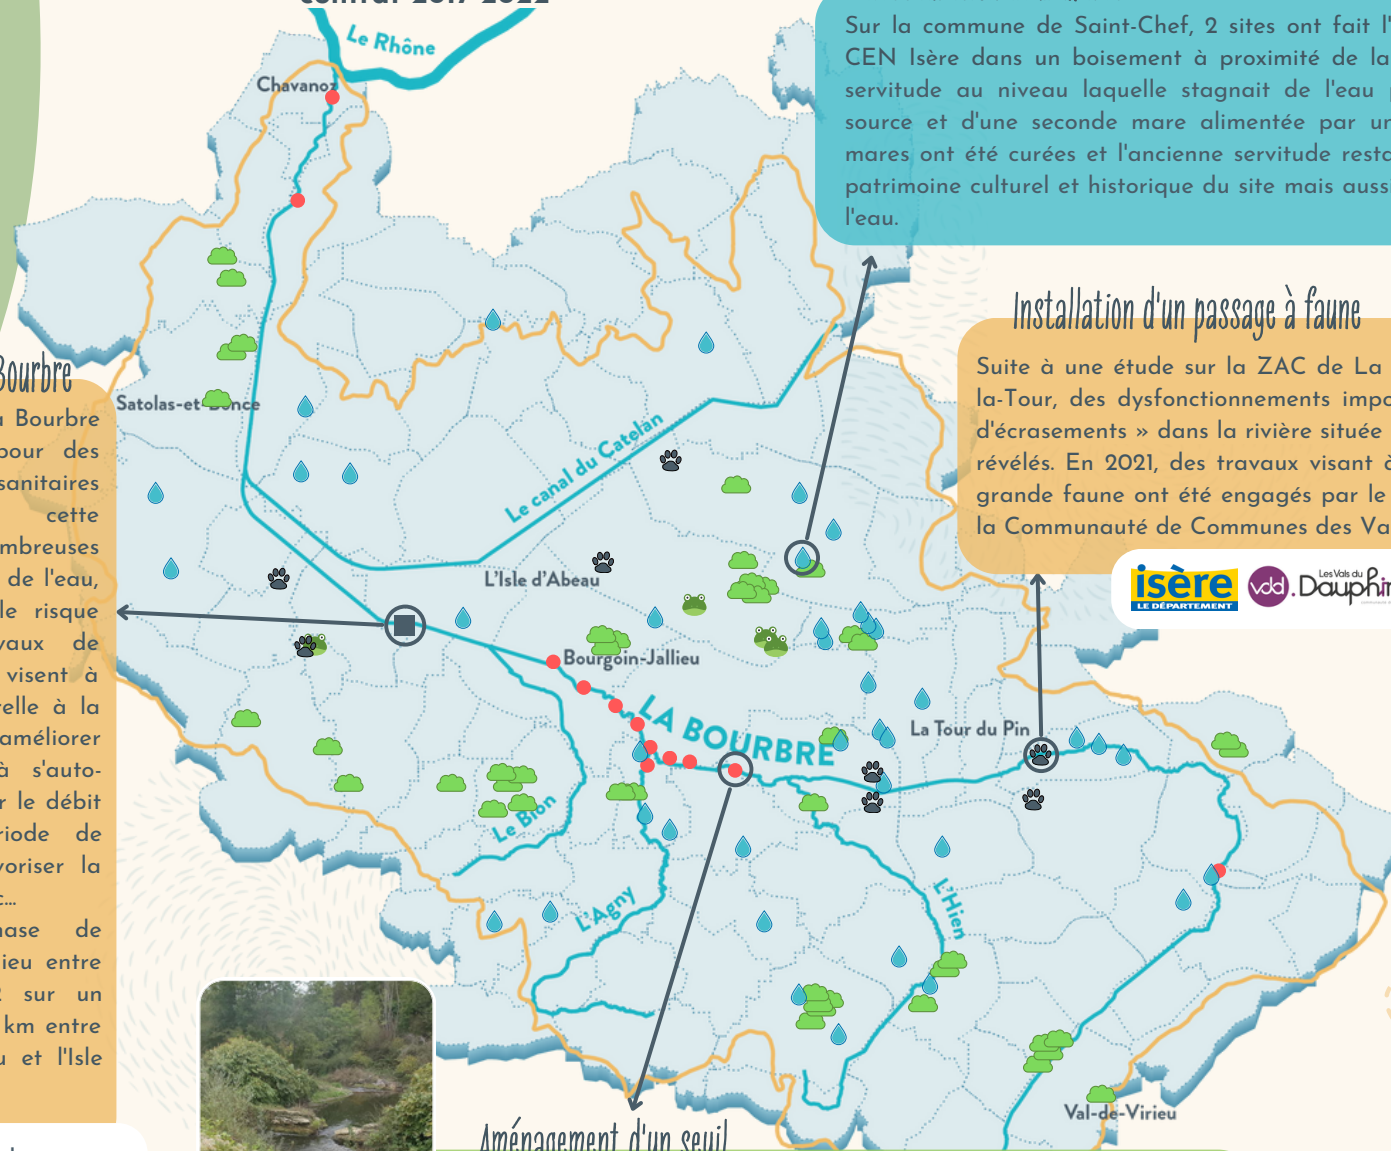 contrat 2017-2022
Sur la commune de Saint-Chef, 2 sites ont fait l'
CEN Isère dans un boisement à proximité de la
servitude au niveau laquelle stagnait de l'eau
source et d'une seconde mare alimentée par un
mares ont été curées et l'ancienne servitude resta
patrimoine culturel et historique du site mais auss
l'eau.
Le Rhône
Chavanoz
Installation d'un passage à faune
Suite à une étude sur la ZAC de La
la-Tour, des dysfonctionnements impo
d'écrasements » dans la rivière située
révélés. En 2021, des travaux visant à
grande faune ont été engagés par le
la Communauté de Communes des Va
isère
LE DÉPARTEMENT
vdd
Les Vals du
Dauphin
Bourbre
a Bourbre
pour des
sanitaires
cette
ombreuses
de l'eau,
le risque
vaux de
visent à
elle à la
améliorer
à s'auto-
r le débit
riode de
voriser la
c...
ase de
ieu entre
2 sur un
km entre
u et l'Isle
Satolas-et-Bonce
Le canal du Catelan
L'Isle d'Abeau
Bourgoin-Jallieu
LA BOURBRE
La Tour du Pin
Le Bion
L'Agny
L'Hien
Val-de-Virieu
Aménagement d'un seuil